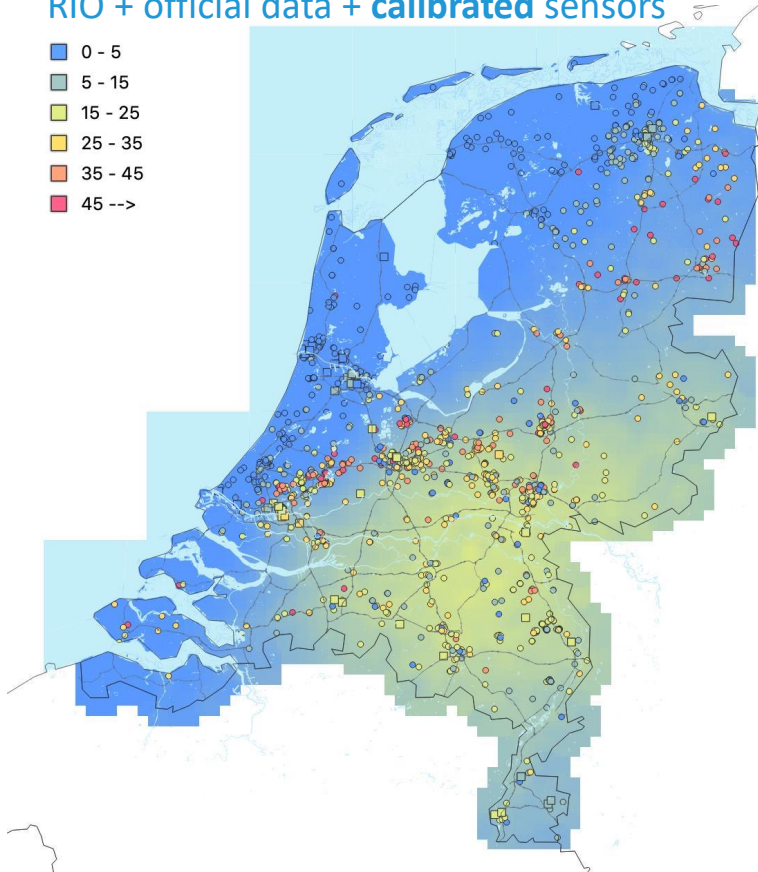 RIO + official data + calibrated sensors
0 - 5
5 - 15
15 - 25
25 - 35
35 - 45
45 -->